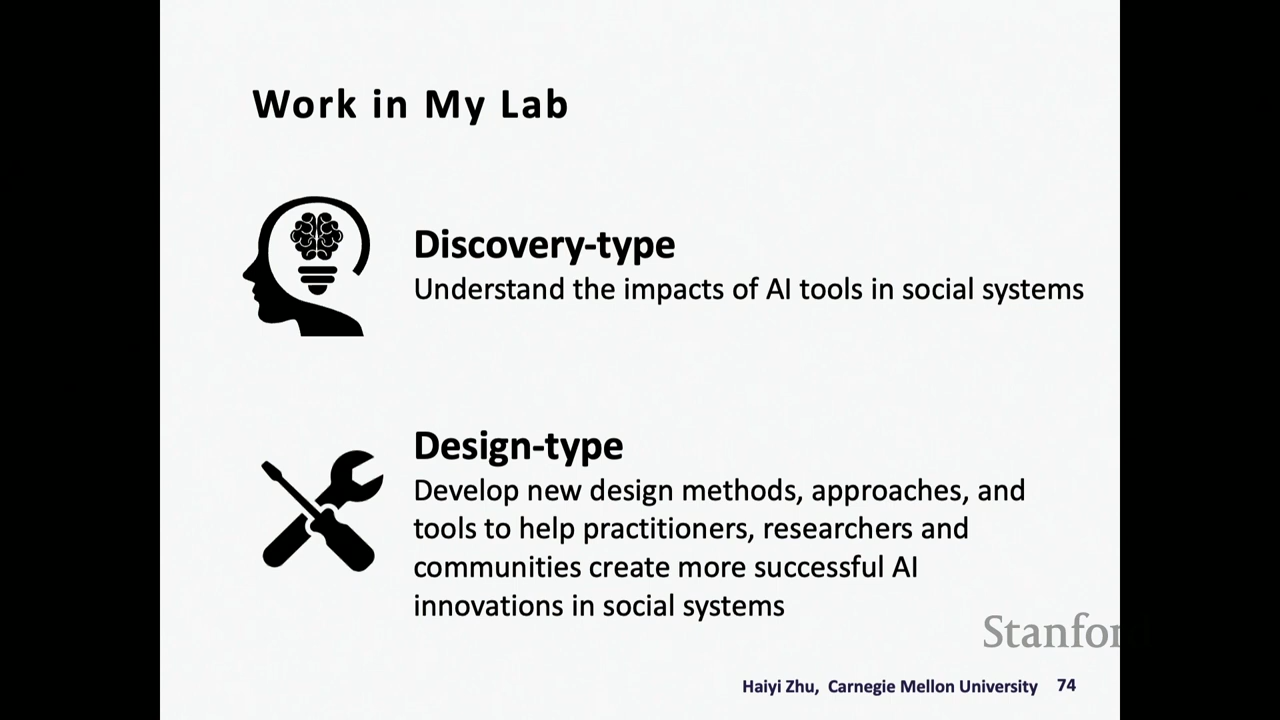 Work in My Lab
Discovery-type
Understand the impacts of AI tools in social systems
Design-type
Develop new design methods, approaches, and
tools to help practitioners, researchers and
communities create more successful AI
innovations in social systems
Stanfor
Haiyi Zhu, Carnegie Mellon University 74